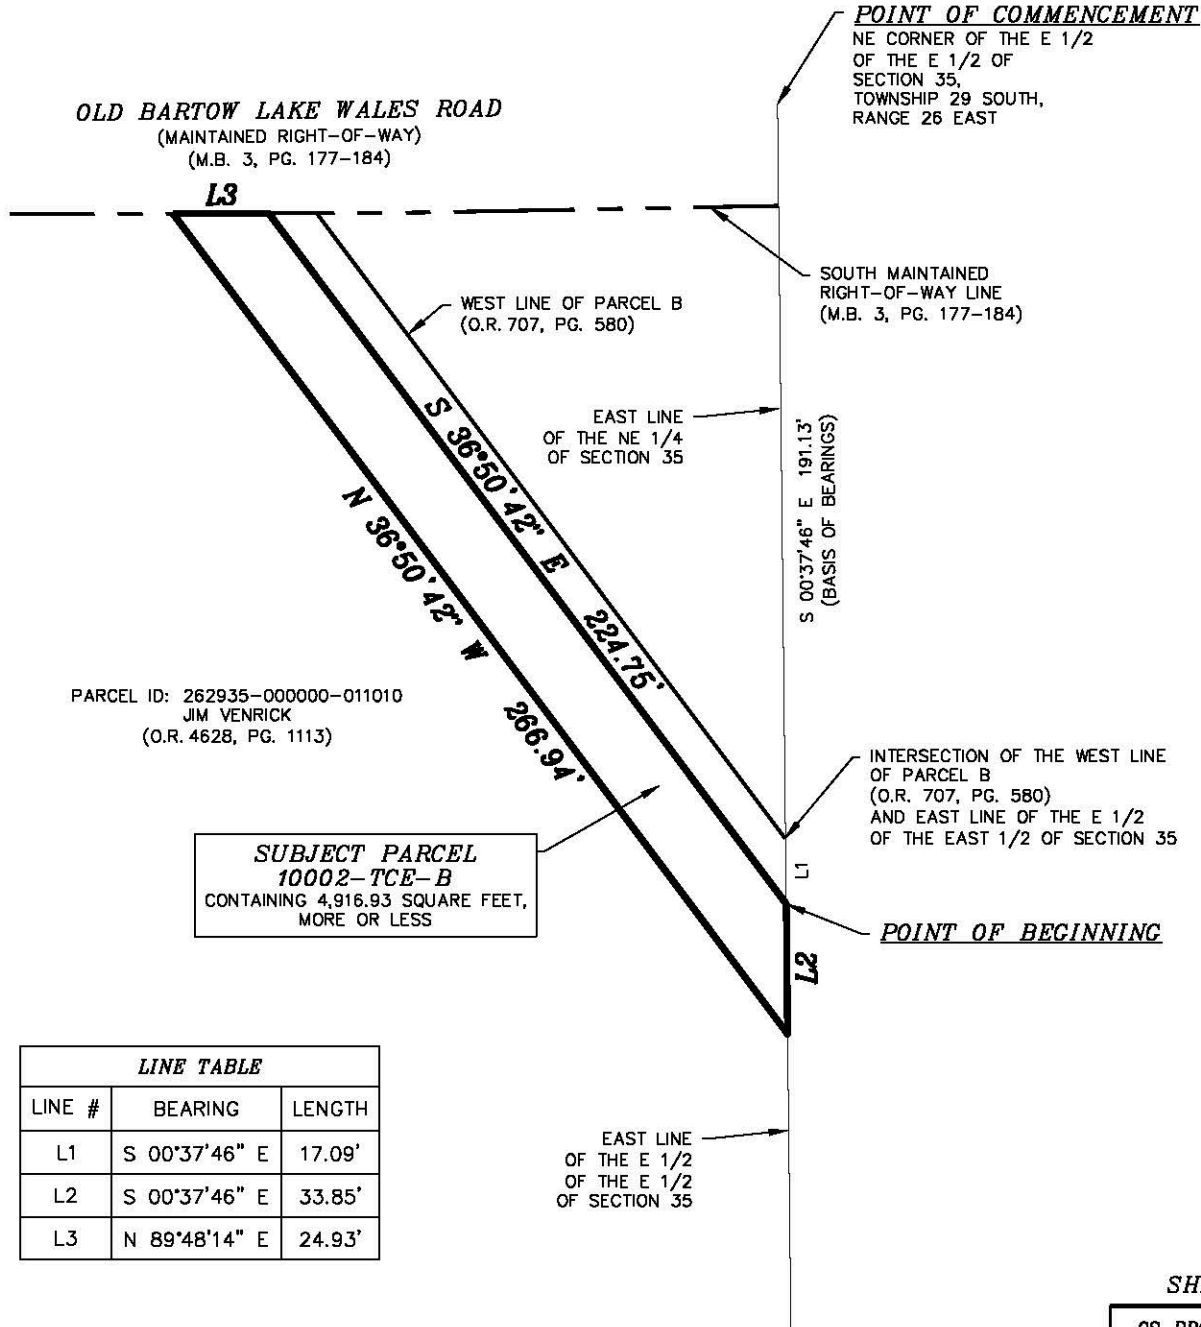 POINT OF COMMENCEMENT
NE CORNER OF THE E 1/2
OF THE E 1/2 OF
SECTION 35,
TOWNSHIP 29 SOUTH,
RANGE 26 EAST
OLD BARTOW LAKE WALES ROAD
(MAINTAINED RIGHT-OF-WAY)
(M.B. 3, PG. 177-184)
L3
SOUTH MAINTAINED
RIGHT-OF-WAY LINE
(M.B. 3, PG. 177-184)
WEST LINE OF PARCEL B
(O.R. 707, PG. 580)
EAST LINE
OF THE NE 1/4
OF SECTION 35
S 00°37'46" E 191.13'
(BASIS OF BEARINGS)
S 36°50'42" E 224.75'
N 36°50'42" W 266.94'
PARCEL ID: 262935-000000-011010
JIM VENRICK
(O.R. 4628, PG. 1113)
INTERSECTION OF THE WEST LINE
OF PARCEL B
(O.R. 707, PG. 580)
AND EAST LINE OF THE E 1/2
OF THE EAST 1/2 OF SECTION 35
L1
SUBJECT PARCEL
10002-TCE-B
CONTAINING 4,916.93 SQUARE FEET,
MORE OR LESS
POINT OF BEGINNING
L2
LINE TABLE
LINE # BEARING LENGTH
L1 S 00°37'46" E 17.09'
L2 S 00°37'46" E 33.85'
L3 N 89°48'14" E 24.93'
EAST LINE
OF THE E 1/2
OF THE E 1/2
OF SECTION 35